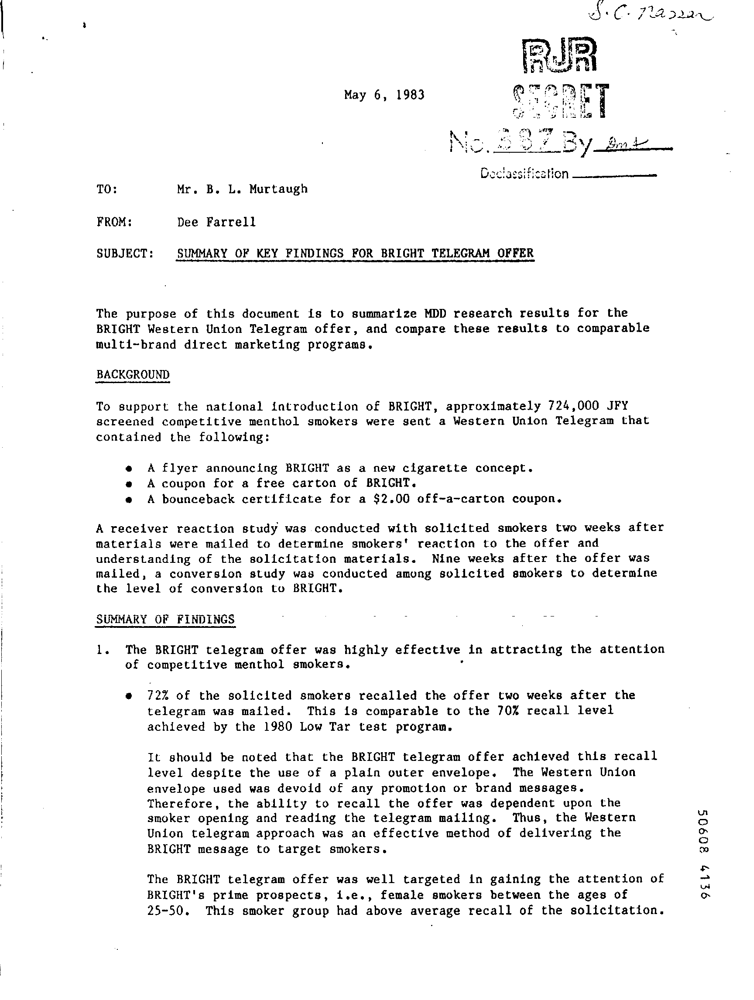 S. C. 
RJR
May 6, 1983
SECRET
No. 387 By
Declassification
TO: Mr. B. L. Murtaugh
FROM: Dee Farrell
SUBJECT: SUMMARY OF KEY FINDINGS FOR BRIGHT TELEGRAM OFFER
The purpose of this document is to summarize MDD research results for the
BRIGHT Western Union Telegram offer, and compare these results to comparable
multi-brand direct marketing programs.
BACKGROUND
To support the national introduction of BRIGHT, approximately 724,000 JFY
screened competitive menthol smokers were sent a Western Union Telegram that
contained the following:
● A flyer announcing BRIGHT as a new cigarette concept.
● A coupon for a free carton of BRIGHT.
● A bounceback certificate for a $2.00 off-a-carton coupon.
A receiver reaction study was conducted with solicited smokers two weeks after
materials were mailed to determine smokers' reaction to the offer and
understanding of the solicitation materials. Nine weeks after the offer was
mailed, a conversion study was conducted among solicited smokers to determine
the level of conversion to BRIGHT.
SUMMARY OF FINDINGS
1. The BRIGHT telegram offer was highly effective in attracting the attention
of competitive menthol smokers.
● 72% of the solicited smokers recalled the offer two weeks after the
telegram was mailed. This is comparable to the 70% recall level
achieved by the 1980 Low Tar test program.
It should be noted that the BRIGHT telegram offer achieved this recall
level despite the use of a plain outer envelope. The Western Union
envelope used was devoid of any promotion or brand messages.
Therefore, the ability to recall the offer was dependent upon the
smoker opening and reading the telegram mailing. Thus, the Western
Union telegram approach was an effective method of delivering the
BRIGHT message to target smokers.
The BRIGHT telegram offer was well targeted in gaining the attention of
BRIGHT's prime prospects, i.e., female smokers between the ages of
25-50. This smoker group had above average recall of the solicitation.
50608 4136